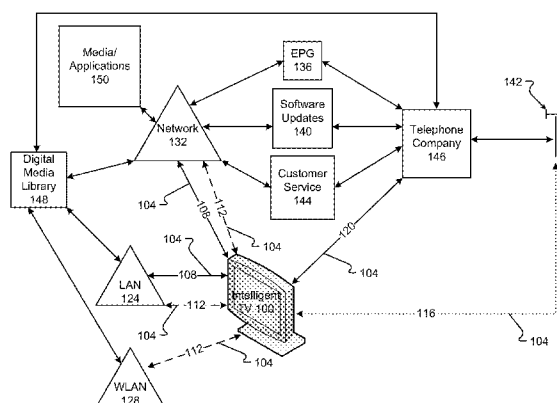 Media/
Applications
150
EPG
136
142
Software
Updates
140
Network
132
Telephone
Company
146
Digital
Media
Library
148
Customer
Service
144
104
108
112
104
120
104
104
108
LAN
124
112
104
Intelligent
TV 100
116
104
112
104
WLAN
128